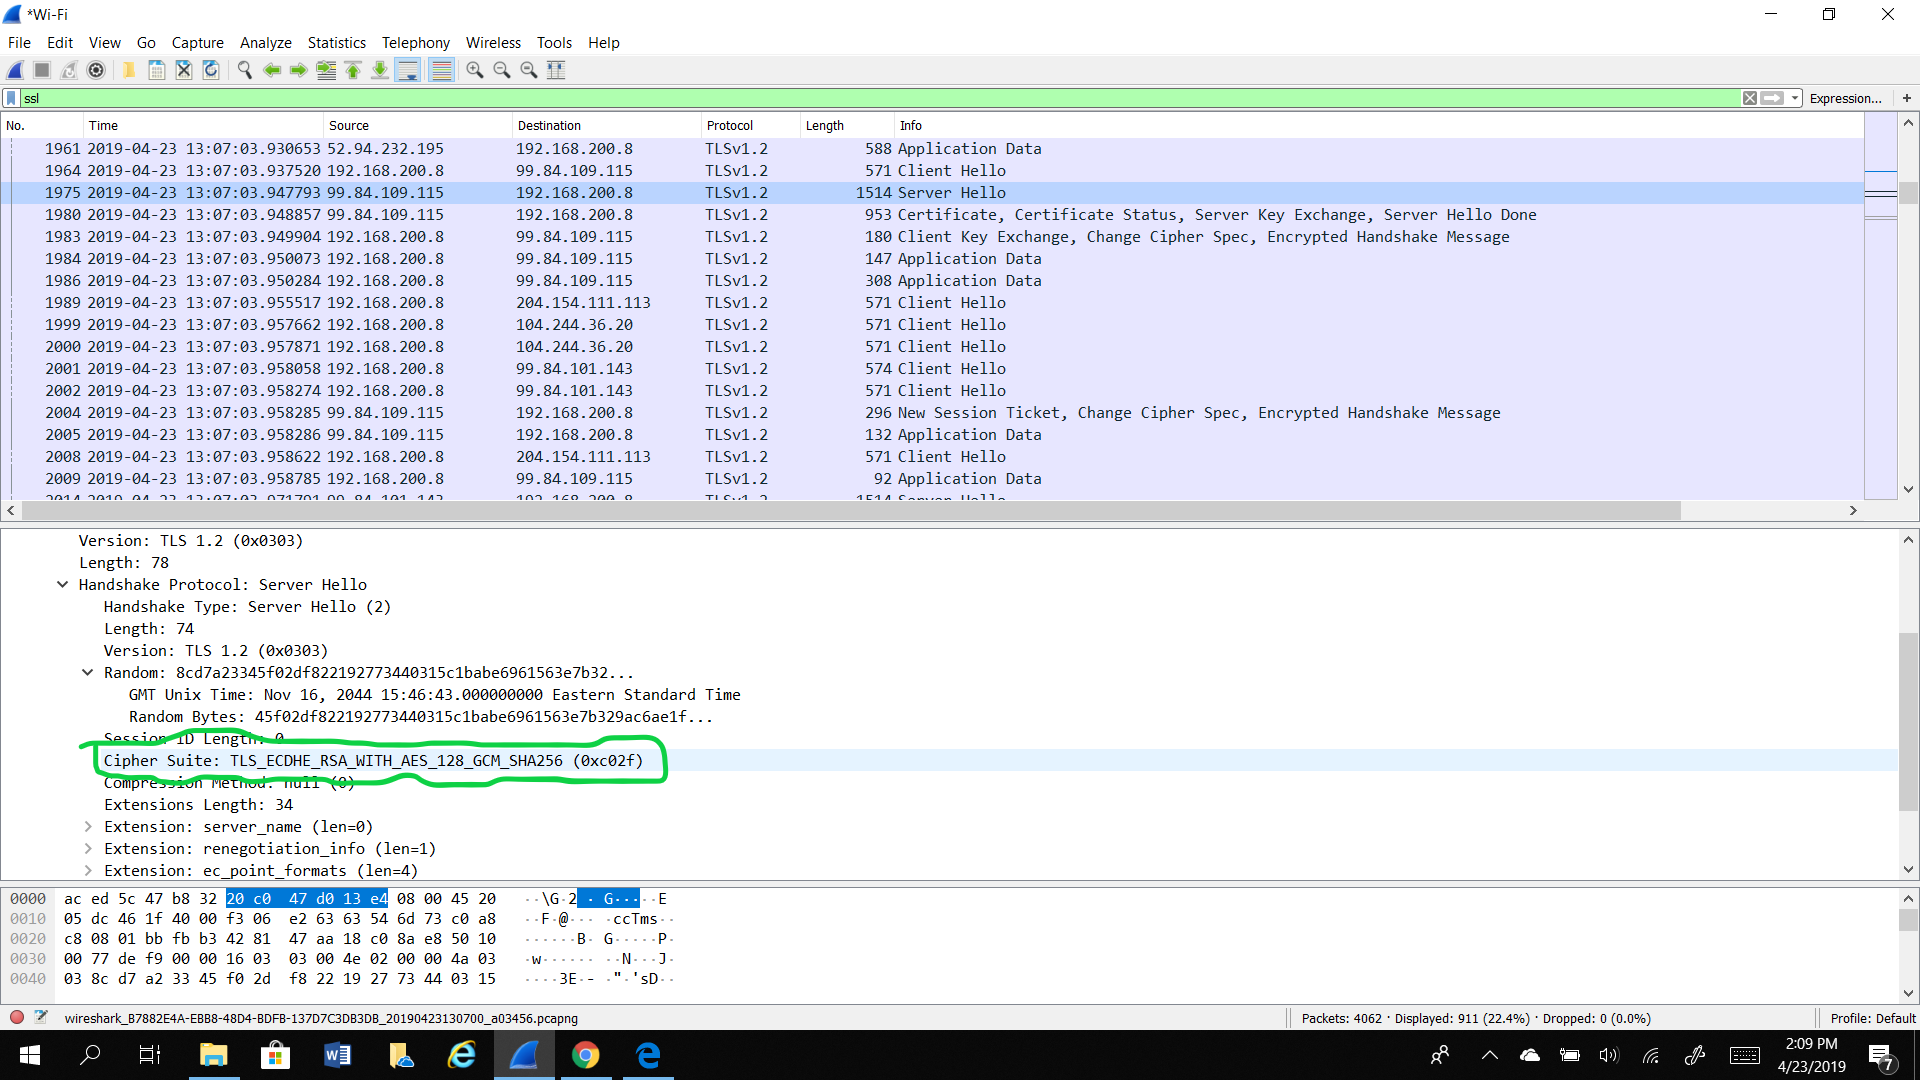 *Wi-Fi
File Edit View Go Capture Analyze Statistics Telephony Wireless Tools Help
ssl Expression... +
No. Time Source Destination Protocol Length Info
1961 2019-04-23 13:07:03.930653 52.94.232.195 192.168.200.8 TLSv1.2 588 Application Data
1964 2019-04-23 13:07:03.937520 192.168.200.8 99.84.109.115 TLSv1.2 571 Client Hello
1975 2019-04-23 13:07:03.947793 99.84.109.115 192.168.200.8 TLSv1.2 1514 Server Hello
1980 2019-04-23 13:07:03.948857 99.84.109.115 192.168.200.8 TLSv1.2 953 Certificate, Certificate Status, Server Key Exchange, Server Hello Done
1983 2019-04-23 13:07:03.949904 192.168.200.8 99.84.109.115 TLSv1.2 180 Client Key Exchange, Change Cipher Spec, Encrypted Handshake Message
1984 2019-04-23 13:07:03.950073 192.168.200.8 99.84.109.115 TLSv1.2 147 Application Data
1986 2019-04-23 13:07:03.950284 192.168.200.8 99.84.109.115 TLSv1.2 308 Application Data
1989 2019-04-23 13:07:03.955517 192.168.200.8 204.154.111.113 TLSv1.2 571 Client Hello
1999 2019-04-23 13:07:03.957662 192.168.200.8 104.244.36.20 TLSv1.2 571 Client Hello
2000 2019-04-23 13:07:03.957871 192.168.200.8 104.244.36.20 TLSv1.2 571 Client Hello
2001 2019-04-23 13:07:03.958058 192.168.200.8 99.84.101.143 TLSv1.2 574 Client Hello
2002 2019-04-23 13:07:03.958274 192.168.200.8 99.84.101.143 TLSv1.2 571 Client Hello
2004 2019-04-23 13:07:03.958285 99.84.109.115 192.168.200.8 TLSv1.2 296 New Session Ticket, Change Cipher Spec, Encrypted Handshake Message
2005 2019-04-23 13:07:03.958286 99.84.109.115 192.168.200.8 TLSv1.2 132 Application Data
2008 2019-04-23 13:07:03.958622 192.168.200.8 204.154.111.113 TLSv1.2 571 Client Hello
2009 2019-04-23 13:07:03.958785 192.168.200.8 99.84.109.115 TLSv1.2 92 Application Data
Version: TLS 1.2 (0x0303)
Length: 78
Handshake Protocol: Server Hello
Handshake Type: Server Hello (2)
Length: 74
Version: TLS 1.2 (0x0303)
Random: 8cd7a23345f02df822192773440315c1babe6961563e7b32...
GMT Unix Time: Nov 16, 2044 15:46:43.000000000 Eastern Standard Time
Random Bytes: 45f02df822192773440315c1babe6961563e7b329ac6ae1f...
Session ID Length: 0
Cipher Suite: TLS_ECDHE_RSA_WITH_AES_128_GCM_SHA256 (0xc02f)
Compression Method: null (0)
Extensions Length: 34
Extension: server_name (len=0)
Extension: renegotiation_info (len=1)
Extension: ec_point_formats (len=4)
0000 ac ed 5c 47 b8 32 20 c0 47 d0 13 e4 08 00 45 20 ··\G·2 · G·····E
0010 05 dc 46 1f 40 00 f3 06 e2 63 63 54 6d 73 c0 a8 ··F·@··· ·ccTms··
0020 c8 08 01 bb fb b3 42 81 47 aa 18 c0 8a e8 50 10 ······B· G·····P·
0030 00 77 de f9 00 00 16 03 03 00 4e 02 00 00 4a 03 ·w······ ··N···J·
0040 03 8c d7 a2 33 45 f0 2d f8 22 19 27 73 44 03 15 ····3E·- ·"·'sD··
wireshark_B7882E4A-EBB8-48D4-BDFB-137D7C3DB3DB_20190423130700_a03456.pcapng Packets: 4062 · Displayed: 911 (22.4%) · Dropped: 0 (0.0%) Profile: Default
2:09 PM
4/23/2019
7